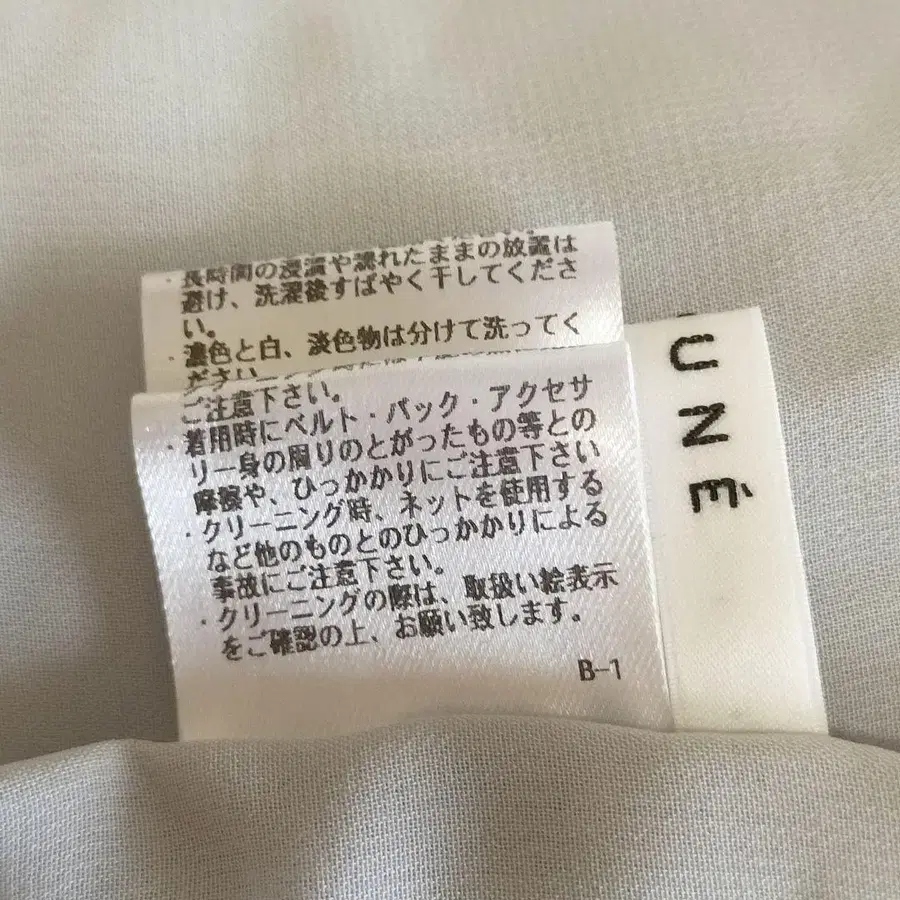 ・長時間の浸漬や濡れたままの放置は
避け、洗濯後すばやく干してくださ
い。
・濃色と白、淡色物は分けて洗ってく
ださい
ご注意下さい。
・着用時にベルト・バック・アクセサ
リー身の周りのとがったもの等との
摩擦や、ひっかかりにご注意下さい
・クリーニング時、ネットを使用する
など他のものとのひっかかりによる
事故にご注意下さい。
・クリーニングの際は、取扱い絵表示
をご確認の上、お願い致します。
B-1
UNÉ